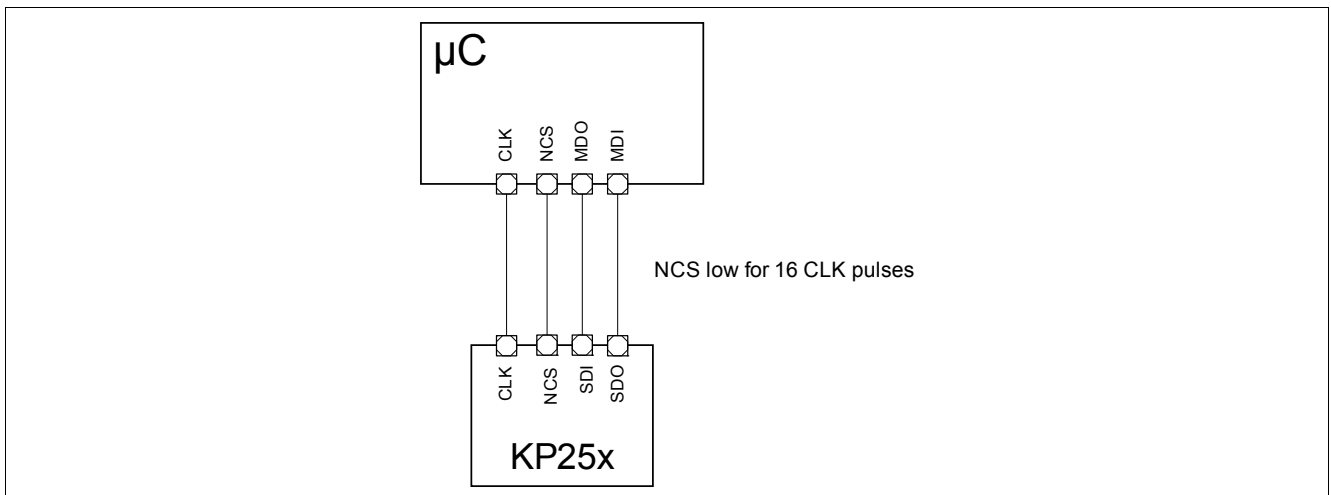 µC
CLK
NCS
MDO
MDI
NCS low for 16 CLK pulses
CLK
NCS
SDI
SDO
KP25x